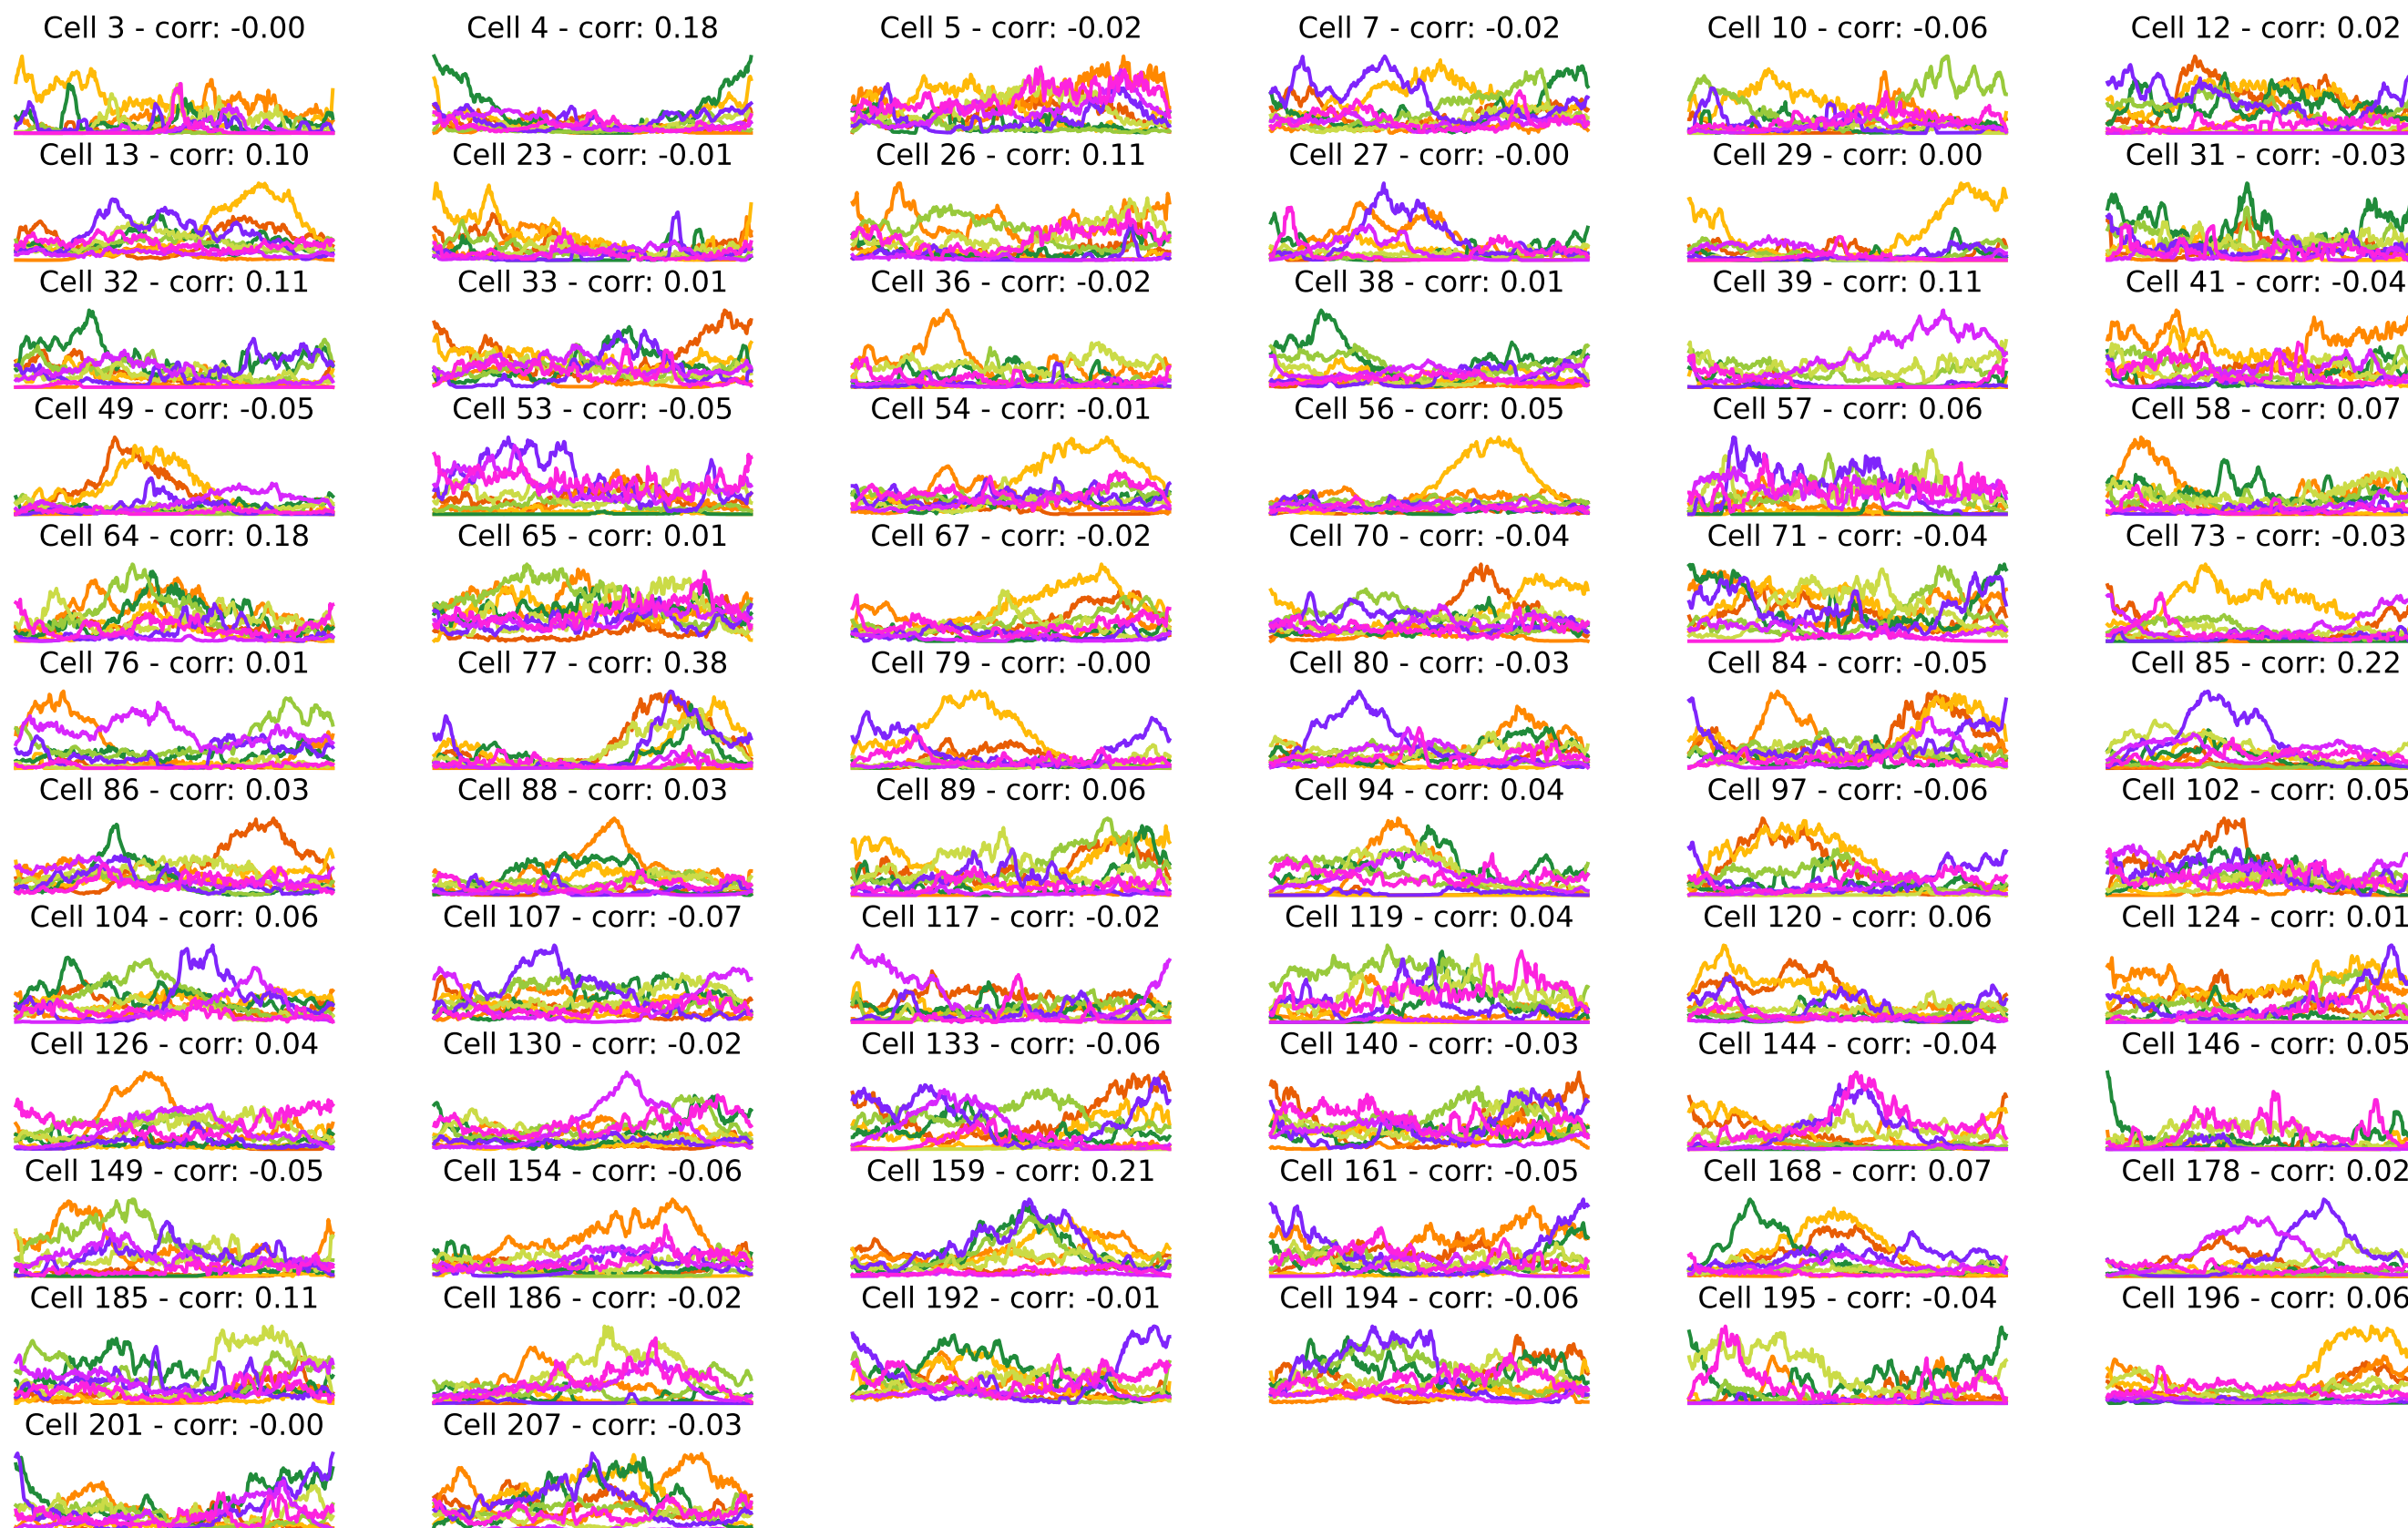 Cell 3 - corr: -0.00
Cell 4 - corr: 0.18
Cell 5 - corr: -0.02
Cell 7 - corr: -0.02
Cell 10 - corr: -0.06
Cell 12 - corr: 0.02
Cell 13 - corr: 0.10
Cell 23 - corr: -0.01
Cell 26 - corr: 0.11
Cell 27 - corr: -0.00
Cell 29 - corr: 0.00
Cell 31 - corr: -0.03
Cell 32 - corr: 0.11
Cell 33 - corr: 0.01
Cell 36 - corr: -0.02
Cell 38 - corr: 0.01
Cell 39 - corr: 0.11
Cell 41 - corr: -0.04
Cell 49 - corr: -0.05
Cell 53 - corr: -0.05
Cell 54 - corr: -0.01
Cell 56 - corr: 0.05
Cell 57 - corr: 0.06
Cell 58 - corr: 0.07
Cell 64 - corr: 0.18
Cell 65 - corr: 0.01
Cell 67 - corr: -0.02
Cell 70 - corr: -0.04
Cell 71 - corr: -0.04
Cell 73 - corr: -0.03
Cell 76 - corr: 0.01
Cell 77 - corr: 0.38
Cell 79 - corr: -0.00
Cell 80 - corr: -0.03
Cell 84 - corr: -0.05
Cell 85 - corr: 0.22
Cell 86 - corr: 0.03
Cell 88 - corr: 0.03
Cell 89 - corr: 0.06
Cell 94 - corr: 0.04
Cell 97 - corr: -0.06
Cell 102 - corr: 0.05
Cell 104 - corr: 0.06
Cell 107 - corr: -0.07
Cell 117 - corr: -0.02
Cell 119 - corr: 0.04
Cell 120 - corr: 0.06
Cell 124 - corr: 0.01
Cell 126 - corr: 0.04
Cell 130 - corr: -0.02
Cell 133 - corr: -0.06
Cell 140 - corr: -0.03
Cell 144 - corr: -0.04
Cell 146 - corr: 0.05
Cell 149 - corr: -0.05
Cell 154 - corr: -0.06
Cell 159 - corr: 0.21
Cell 161 - corr: -0.05
Cell 168 - corr: 0.07
Cell 178 - corr: 0.02
Cell 185 - corr: 0.11
Cell 186 - corr: -0.02
Cell 192 - corr: -0.01
Cell 194 - corr: -0.06
Cell 195 - corr: -0.04
Cell 196 - corr: 0.06
Cell 201 - corr: -0.00
Cell 207 - corr: -0.03